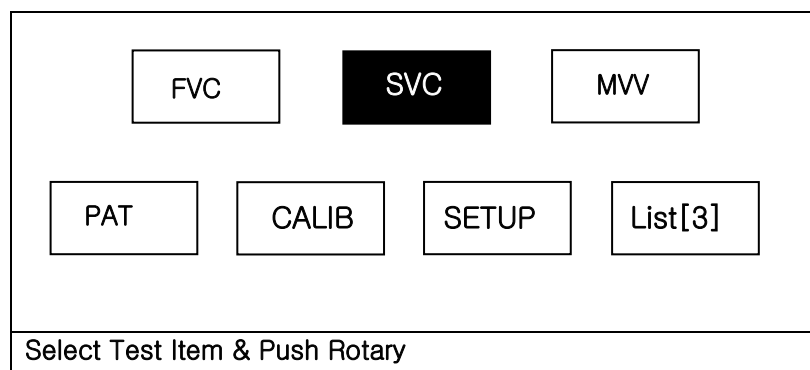 FVC SVC MVV
PAT CALIB SETUP List[3]
Select Test Item & Push Rotary